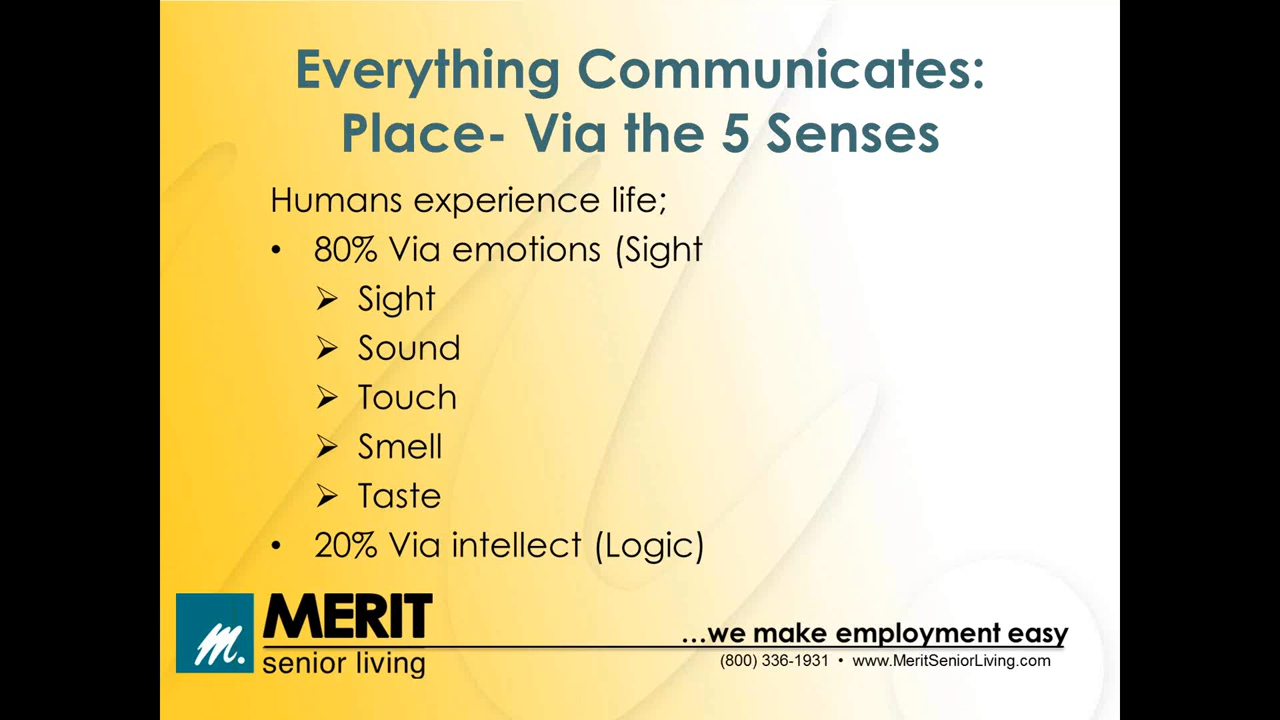 Everything Communicates:
Place- Via the 5 Senses
Humans experience life;
• 80% Via emotions (Sight
➢ Sight
➢ Sound
➢ Touch
➢ Smell
➢ Taste
• 20% Via intellect (Logic)
m.
MERIT
senior living
...we make employment easy
(800) 336-1931 • www.MeritSeniorLiving.com